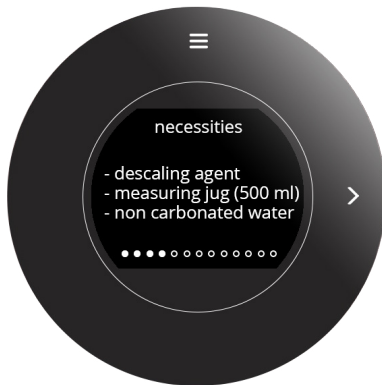 necessities
- descaling agent
- measuring jug (500 ml)
- non carbonated water